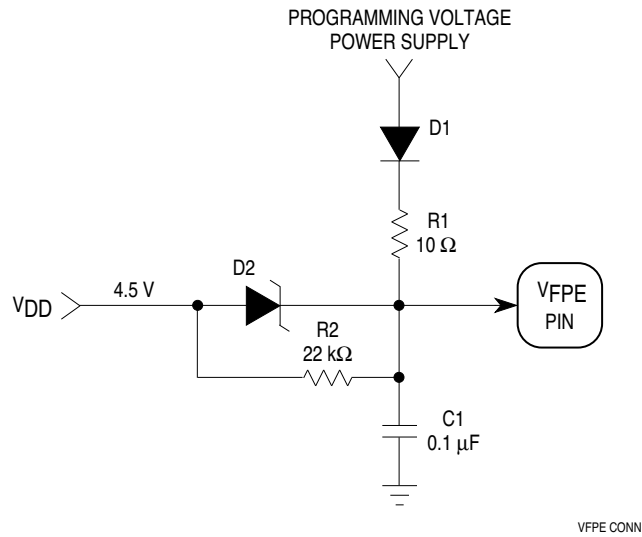 PROGRAMMING VOLTAGE
POWER SUPPLY
D1
R1
10 Ω
D2
VDD
4.5 V
VFPE
PIN
R2
22 kΩ
C1
0.1 µF
VFPE CONN